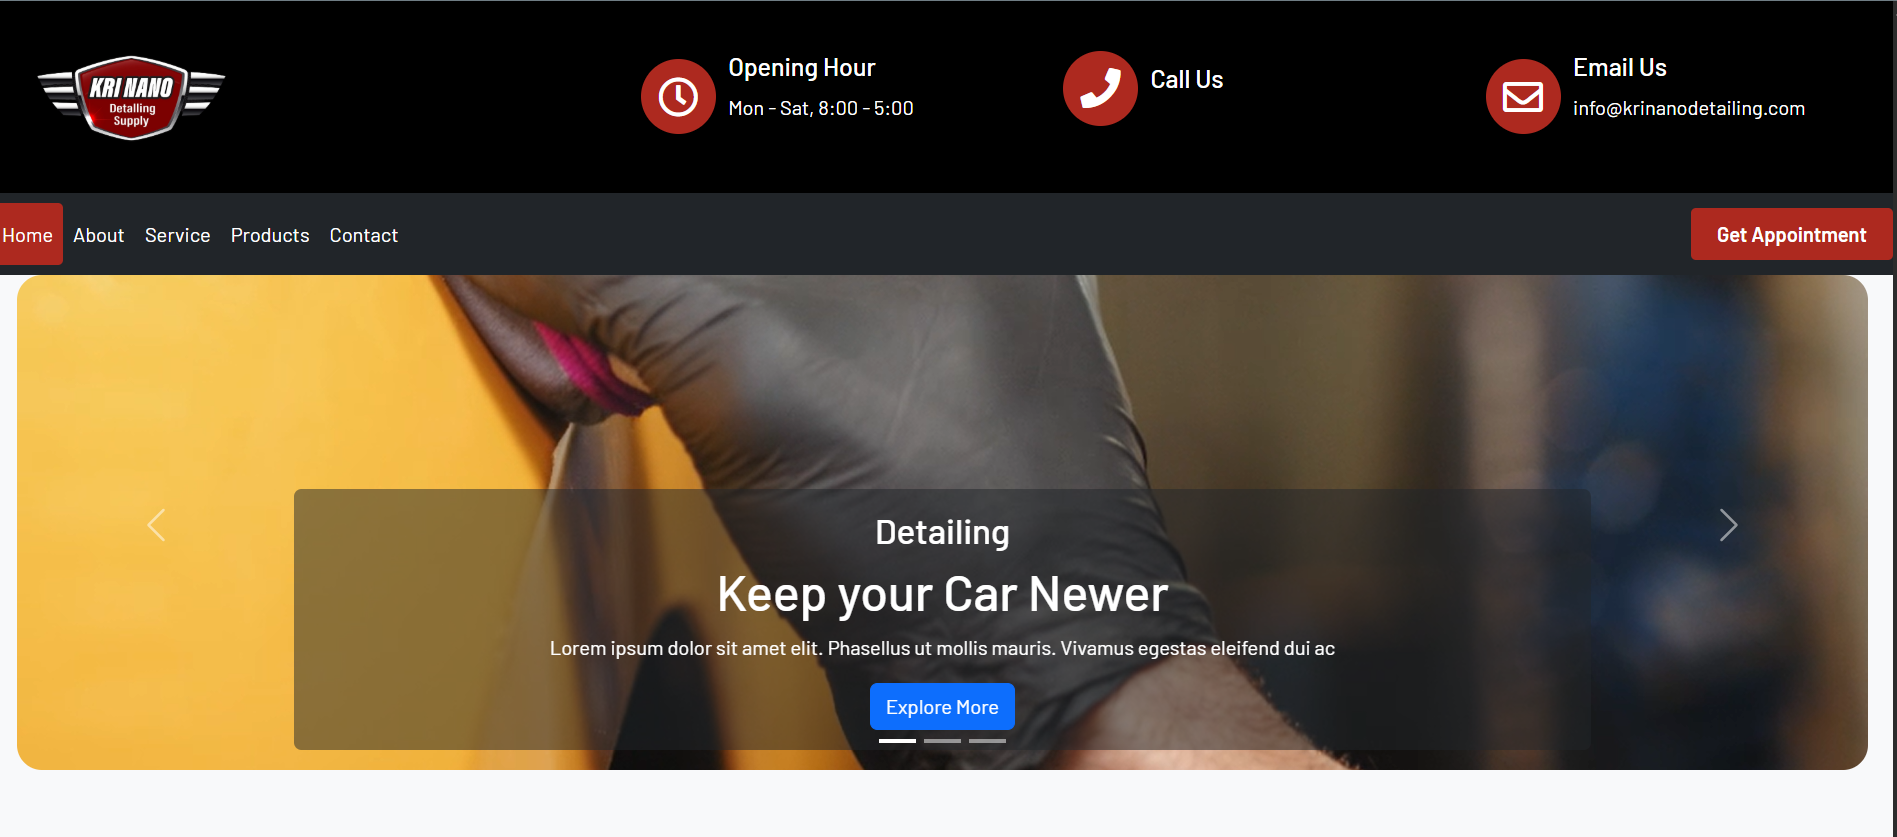 KRI NANO
Detailing
Supply
Opening Hour
Mon - Sat, 8:00 - 5:00
Call Us
Email Us
info@krinanodetailing.com
Home
About
Service
Products
Contact
Get Appointment
Detailing
Keep your Car Newer
Lorem ipsum dolor sit amet elit. Phasellus ut mollis mauris. Vivamus egestas eleifend dui ac
Explore More